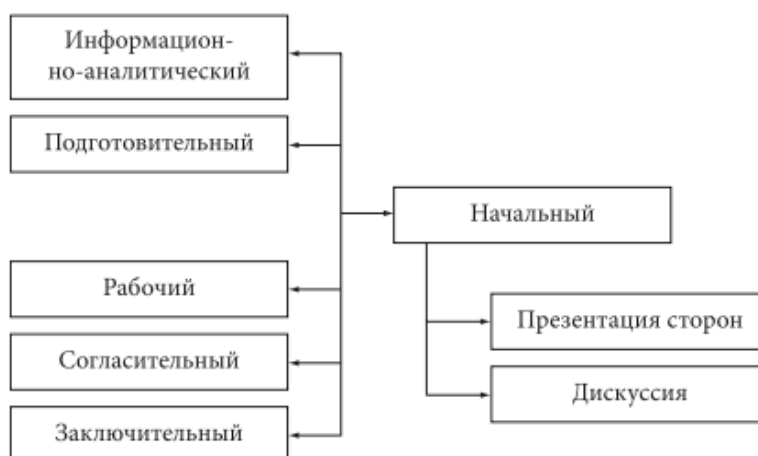 Информацион-
но-аналитический
Подготовительный
Начальный
Рабочий
Презентация сторон
Согласительный
Дискуссия
Заключительный